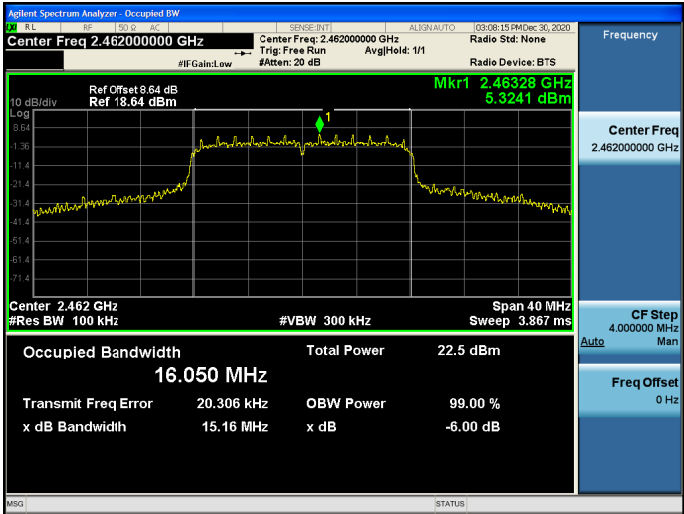 Agilent Spectrum Analyzer - Occupied BW
RL RF 50 Ω AC SENSE:INT ALIGN AUTO 03:08:15 PM Dec 30, 2020
Center Freq 2.462000000 GHz
Center Freq: 2.462000000 GHz
Radio Std: None
Trig: Free Run Avg|Hold: 1/1
#IFGain:Low #Atten: 20 dB Radio Device: BTS
Ref Offset 8.64 dB
10 dB/div Ref 18.64 dBm
Mkr1 2.46328 GHz
5.3241 dBm
Log
8.64
-1.36
-11.4
-21.4
-31.4
-41.4
-51.4
-61.4
-71.4
1
Center 2.462 GHz Span 40 MHz
#Res BW 100 kHz #VBW 300 kHz Sweep 3.867 ms
Occupied Bandwidth Total Power 22.5 dBm
16.050 MHz
Transmit Freq Error 20.306 kHz OBW Power 99.00 %
x dB Bandwidth 15.16 MHz x dB -6.00 dB
MSG STATUS
Frequency
Center Freq
2.462000000 GHz
CF Step
4.000000 MHz
Auto Man
Freq Offset
0 Hz